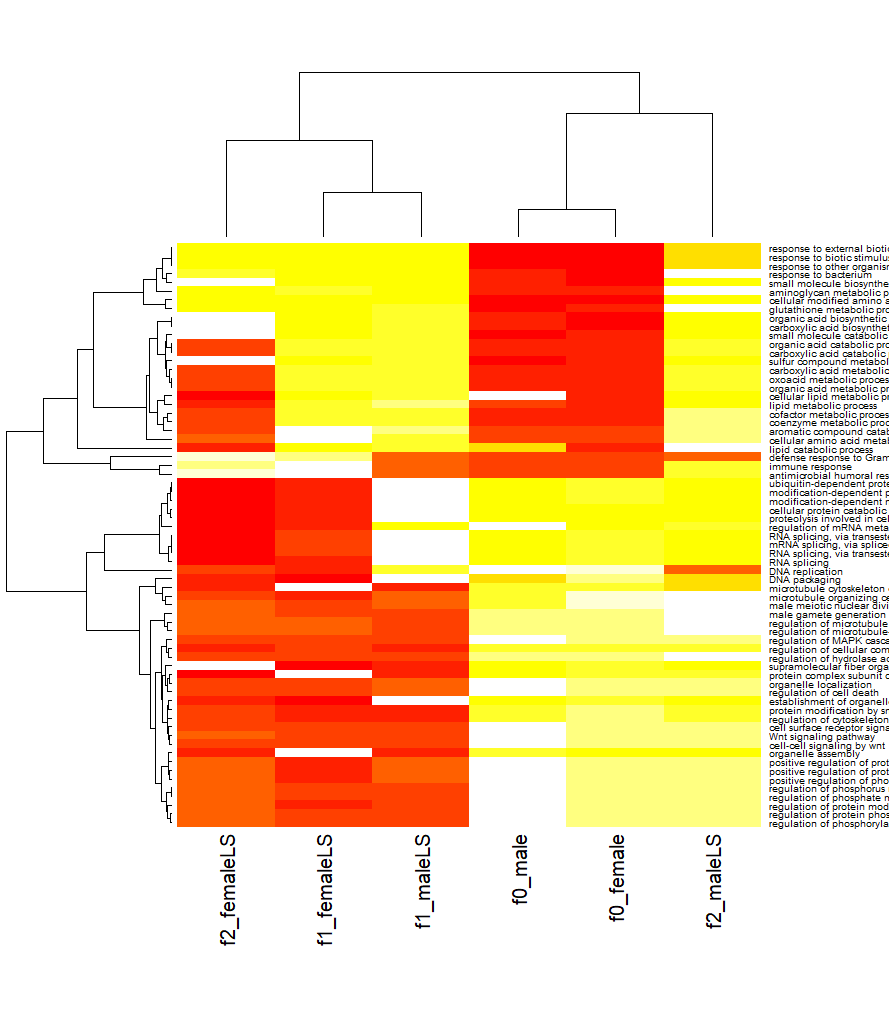 response to external biotic
response to biotic stimulus
response to other organism
response to bacterium
small molecule biosynthe
aminoglycan metabolic p
cellular modified amino a
glutathione metabolic pro
organic acid biosynthetic
carboxylic acid biosynthet
small molecule catabolic
organic acid catabolic pro
carboxylic acid catabolic p
sulfur compound metabol
carboxylic acid metabolic
oxoacid metabolic proces
organic acid metabolic pr
cellular lipid metabolic pr
lipid metabolic process
cofactor metabolic proces
coenzyme metabolic proc
aromatic compound catab
cellular amino acid metab
lipid catabolic process
defense response to Gram
immune response
antimicrobial humoral res
ubiquitin-dependent prote
modification-dependent p
modification-dependent m
cellular protein catabolic
proteolysis involved in cel
regulation of mRNA meta
RNA splicing, via transeste
mRNA splicing, via splice
RNA splicing, via transeste
RNA splicing
DNA replication
DNA packaging
microtubule cytoskeleton
microtubule organizing ce
male meiotic nuclear divi
male gamete generation
regulation of microtubule
regulation of microtubule-
regulation of MAPK casca
regulation of cellular com
regulation of hydrolase ac
supramolecular fiber orga
protein complex subunit o
organelle localization
regulation of cell death
establishment of organelle
protein modification by sm
regulation of cytoskeleton
cell surface receptor signa
Wnt signaling pathway
cell-cell signaling by wnt
organelle assembly
positive regulation of prot
positive regulation of prot
positive regulation of pho
regulation of phosphorus
regulation of phosphate m
regulation of protein mod
regulation of protein phos
regulation of phosphoryla
f2_femaleLS
f1_femaleLS
f1_maleLS
f0_male
f0_female
f2_maleLS